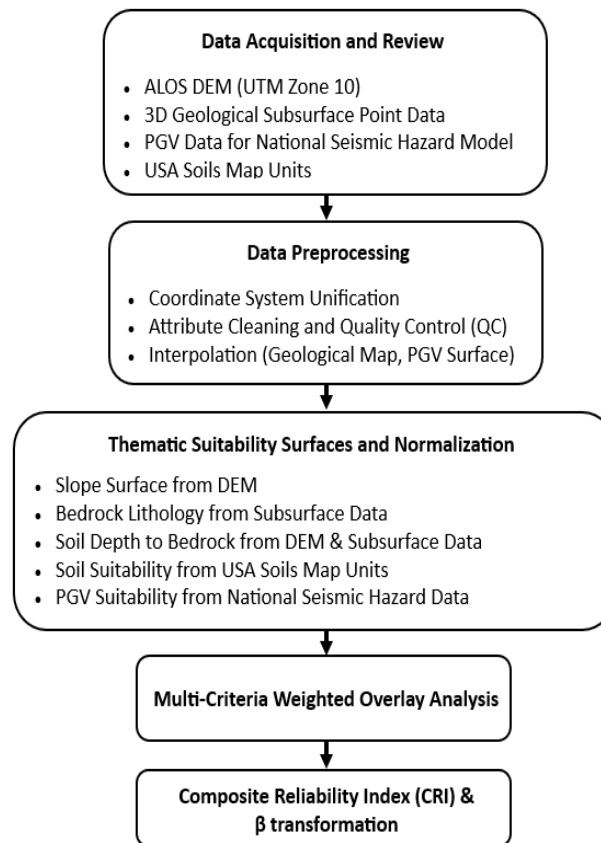 Data Acquisition and Review
• ALOS DEM (UTM Zone 10)
• 3D Geological Subsurface Point Data
• PGV Data for National Seismic Hazard Model
• USA Soils Map Units
Data Preprocessing
• Coordinate System Unification
• Attribute Cleaning and Quality Control (QC)
• Interpolation (Geological Map, PGV Surface)
Thematic Suitability Surfaces and Normalization
• Slope Surface from DEM
• Bedrock Lithology from Subsurface Data
• Soil Depth to Bedrock from DEM & Subsurface Data
• Soil Suitability from USA Soils Map Units
• PGV Suitability from National Seismic Hazard Data
Multi-Criteria Weighted Overlay Analysis
Composite Reliability Index (CRI) &
β transformation